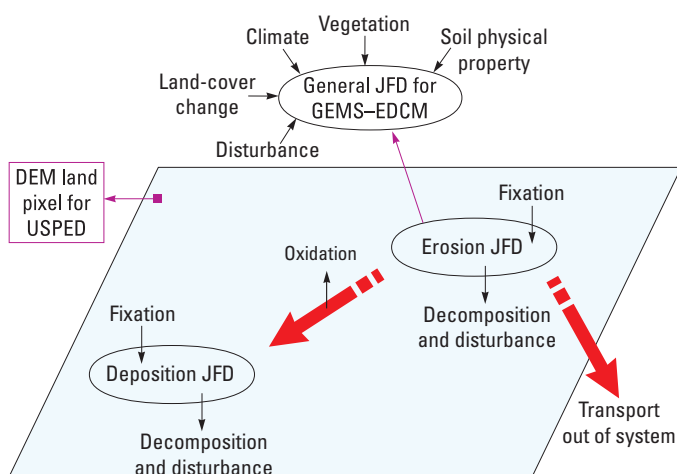 Vegetation
Climate
Soil physical
property
Land-cover
change
General JFD for
GEMS–EDCM
Disturbance
DEM land
pixel for
USPED
Fixation
Erosion JFD
Oxidation
Decomposition
and disturbance
Fixation
Deposition JFD
Decomposition
and disturbance
Transport
out of system